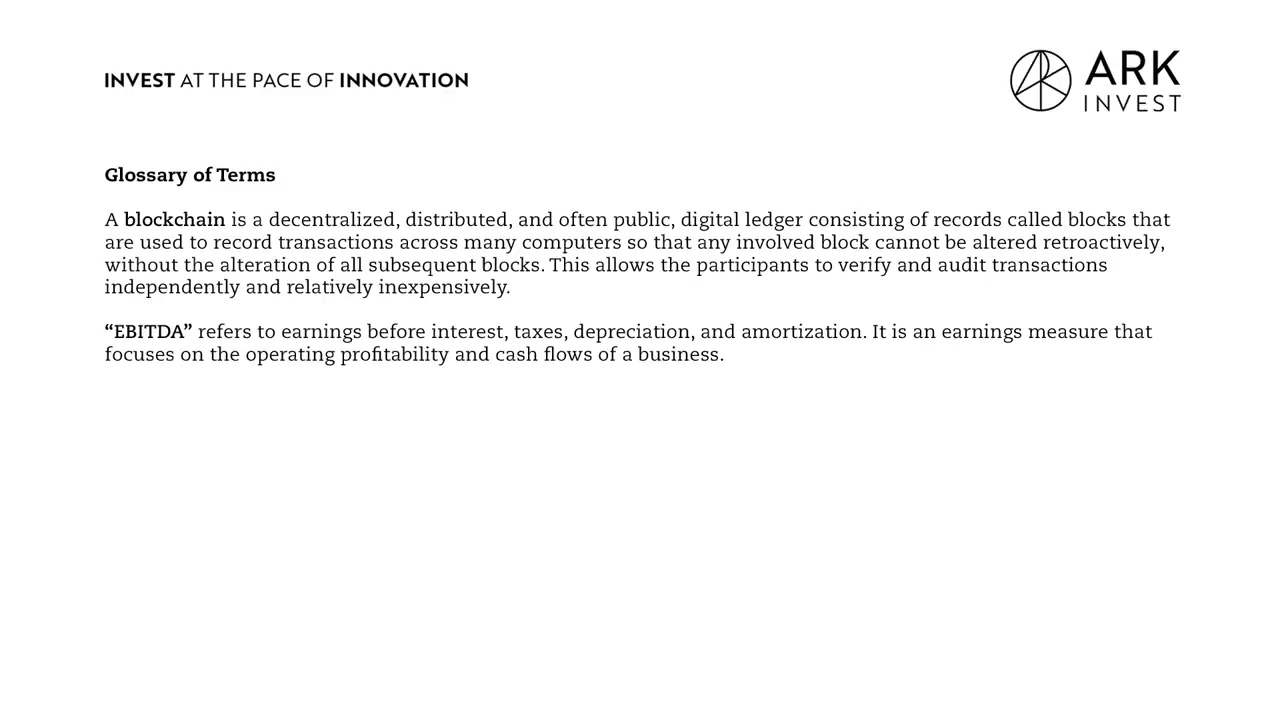 INVEST AT THE PACE OF INNOVATION
ARK
INVEST
Glossary of Terms
A blockchain is a decentralized, distributed, and often public, digital ledger consisting of records called blocks that
are used to record transactions across many computers so that any involved block cannot be altered retroactively,
without the alteration of all subsequent blocks. This allows the participants to verify and audit transactions
independently and relatively inexpensively.
“EBITDA” refers to earnings before interest, taxes, depreciation, and amortization. It is an earnings measure that
focuses on the operating profitability and cash flows of a business.